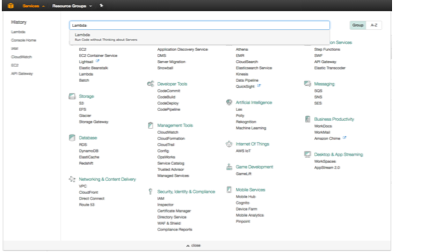 Services
Resource Groups
History
Lambda
Console Home
IAM
CloudWatch
EC2
API Gateway
Lambda
Group
A-Z
Lambda
Run Code without Thinking about Servers
EC2
EC2 Container Service
Lightsail
Elastic Beanstalk
Lambda
Batch
Storage
S3
EFS
Glacier
Storage Gateway
Database
RDS
DynamoDB
ElastiCache
Redshift
Networking & Content Delivery
VPC
CloudFront
Direct Connect
Route 53
DMS
Server Migration
Snowball
Developer Tools
CodeCommit
CodeBuild
CodeDeploy
CodePipeline
Management Tools
CloudWatch
CloudFormation
CloudTrail
Config
OpsWorks
Service Catalog
Trusted Advisor
Managed Services
Security, Identity & Compliance
IAM
Inspector
Certificate Manager
Directory Service
WAF & Shield
Compliance Reports
EMR
CloudSearch
Elasticsearch Service
Kinesis
Data Pipeline
QuickSight
Artificial Intelligence
Lex
Polly
Rekognition
Machine Learning
Internet Of Things
AWS IoT
Game Development
GameLift
Mobile Services
Mobile Hub
Cognito
Device Farm
Mobile Analytics
Pinpoint
Step Functions
SWF
API Gateway
Elastic Transcoder
Messaging
SQS
SNS
SES
Business Productivity
WorkDocs
WorkMail
Amazon Chime
Desktop & App Streaming
WorkSpaces
AppStream 2.0
CLOSE